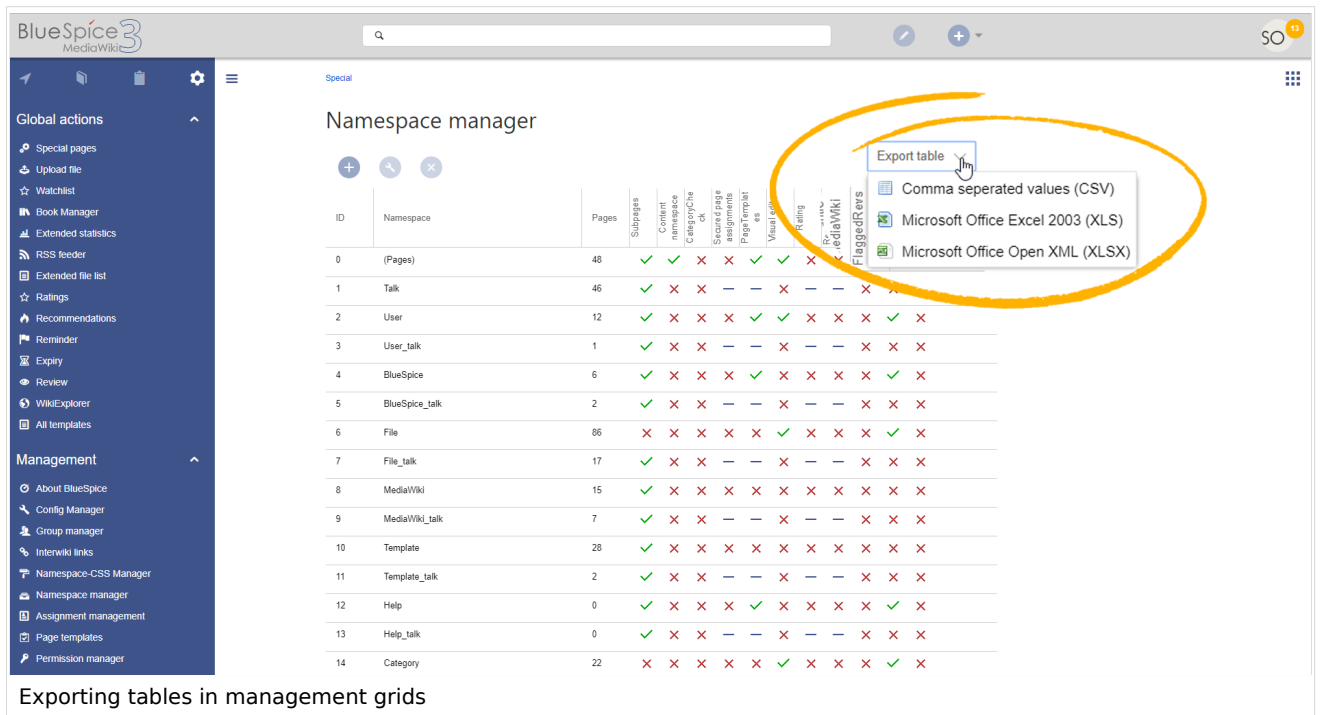 BlueSpice 3
MediaWiki
SO 13
Special
Global actions
Special pages
Upload file
Watchlist
Book Manager
Extended statistics
RSS feeder
Extended file list
Ratings
Recommendations
Reminder
Expiry
Review
WikiExplorer
All templates
Management
About BlueSpice
Config Manager
Group manager
Interwiki links
Namespace-CSS Manager
Namespace manager
Assignment management
Page templates
Permission manager
Namespace manager
Export table
Comma seperated values (CSV)
Microsoft Office Excel 2003 (XLS)
Microsoft Office Open XML (XLSX)
ID Namespace Pages Subpages Content namespace CategoryCheck Secured page assignments PageTemplates Visual Rating MediaWiki FlaggedRevs
0 (Pages) 48
1 Talk 46
2 User 12
3 User_talk 1
4 BlueSpice 6
5 BlueSpice_talk 2
6 File 86
7 File_talk 17
8 MediaWiki 15
9 MediaWiki_talk 7
10 Template 28
11 Template_talk 2
12 Help 0
13 Help_talk 0
14 Category 22
Exporting tables in management grids